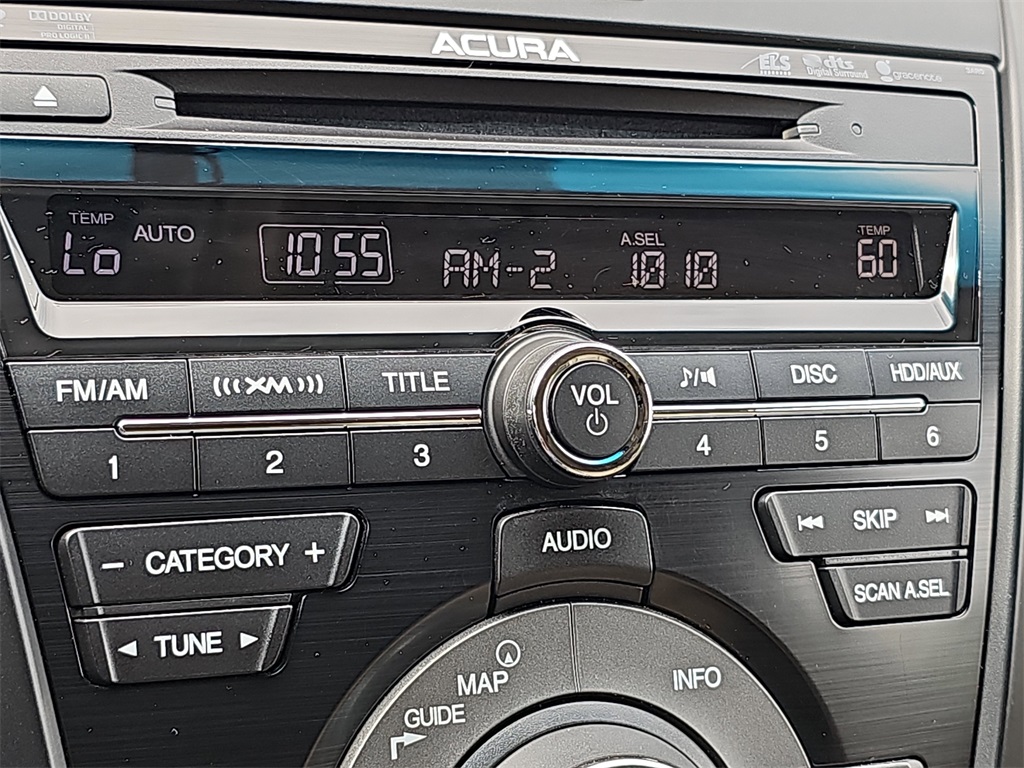 DOLBY
DIGITAL
PRO LOGIC II
ACURA
ELS
dts
Digital Surround
gracenote
TEMP
Lo
AUTO
10 55
AM-2
A.SEL
1010
TEMP
60
FM/AM
XM
TITLE
VOL
DISC
HDD/AUX
1
2
3
4
5
6
- CATEGORY +
TUNE
AUDIO
SKIP
SCAN A.SEL
MAP
GUIDE
INFO